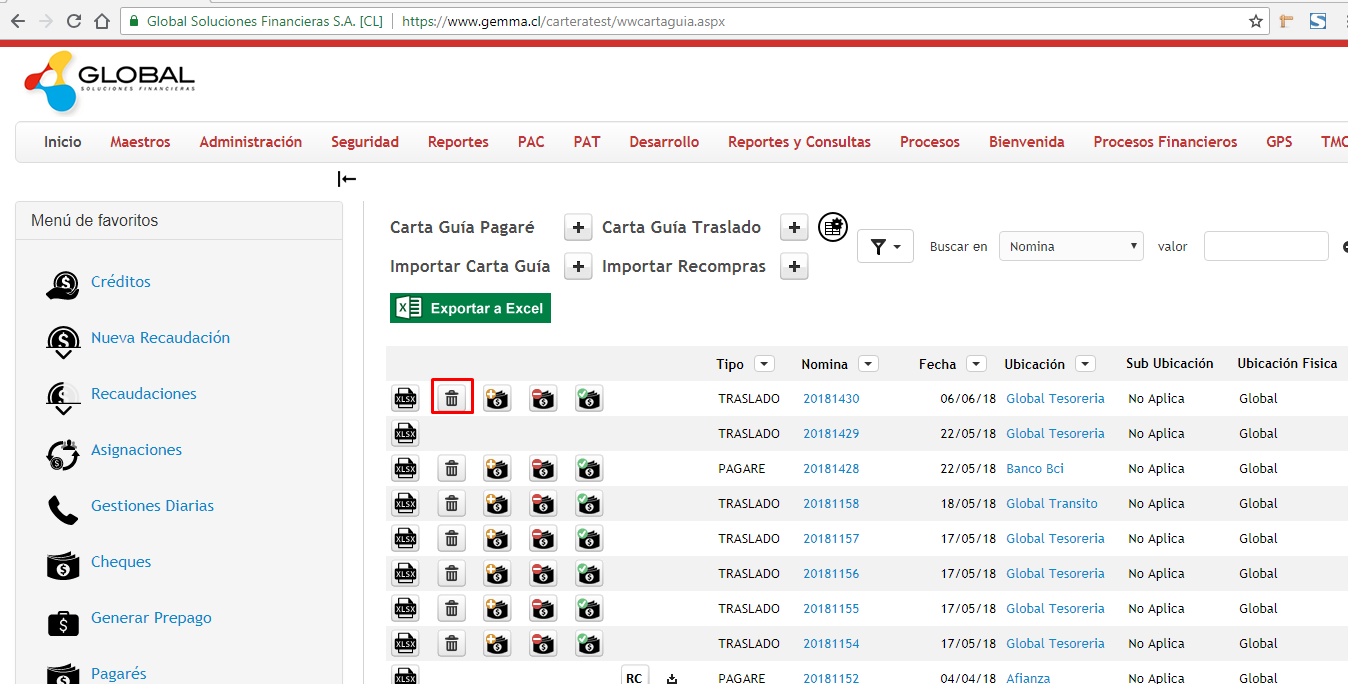 Global Soluciones Financieras S.A. [CL] https://www.gemma.cl/carteratest/wwcartaguia.aspx
GLOBAL
SOLUCIONES FINANCIERAS
Inicio Maestros Administración Seguridad Reportes PAC PAT Desarrollo Reportes y Consultas Procesos Bienvenida Procesos Financieros GPS TMC
Menú de favoritos
Créditos
Nueva Recaudación
Recaudaciones
Asignaciones
Gestiones Diarias
Cheques
Generar Prepago
Pagarés
Carta Guía Pagaré Carta Guía Traslado
Buscar en Nomina valor
Importar Carta Guía Importar Recompras
Exportar a Excel
Tipo Nomina Fecha Ubicación Sub Ubicación Ubicación Fisica
XLSX TRASLADO 20181430 06/06/18 Global Tesoreria No Aplica Global
XLSX TRASLADO 20181429 22/05/18 Global Tesoreria No Aplica Global
XLSX PAGARE 20181428 22/05/18 Banco Bci No Aplica Global
XLSX TRASLADO 20181158 18/05/18 Global Transito No Aplica Global
XLSX TRASLADO 20181157 17/05/18 Global Tesoreria No Aplica Global
XLSX TRASLADO 20181156 17/05/18 Global Tesoreria No Aplica Global
XLSX TRASLADO 20181155 17/05/18 Global Tesoreria No Aplica Global
XLSX TRASLADO 20181154 17/05/18 Global Tesoreria No Aplica Global
XLSX RC PAGARE 20181152 04/04/18 Afianza No Aplica Global